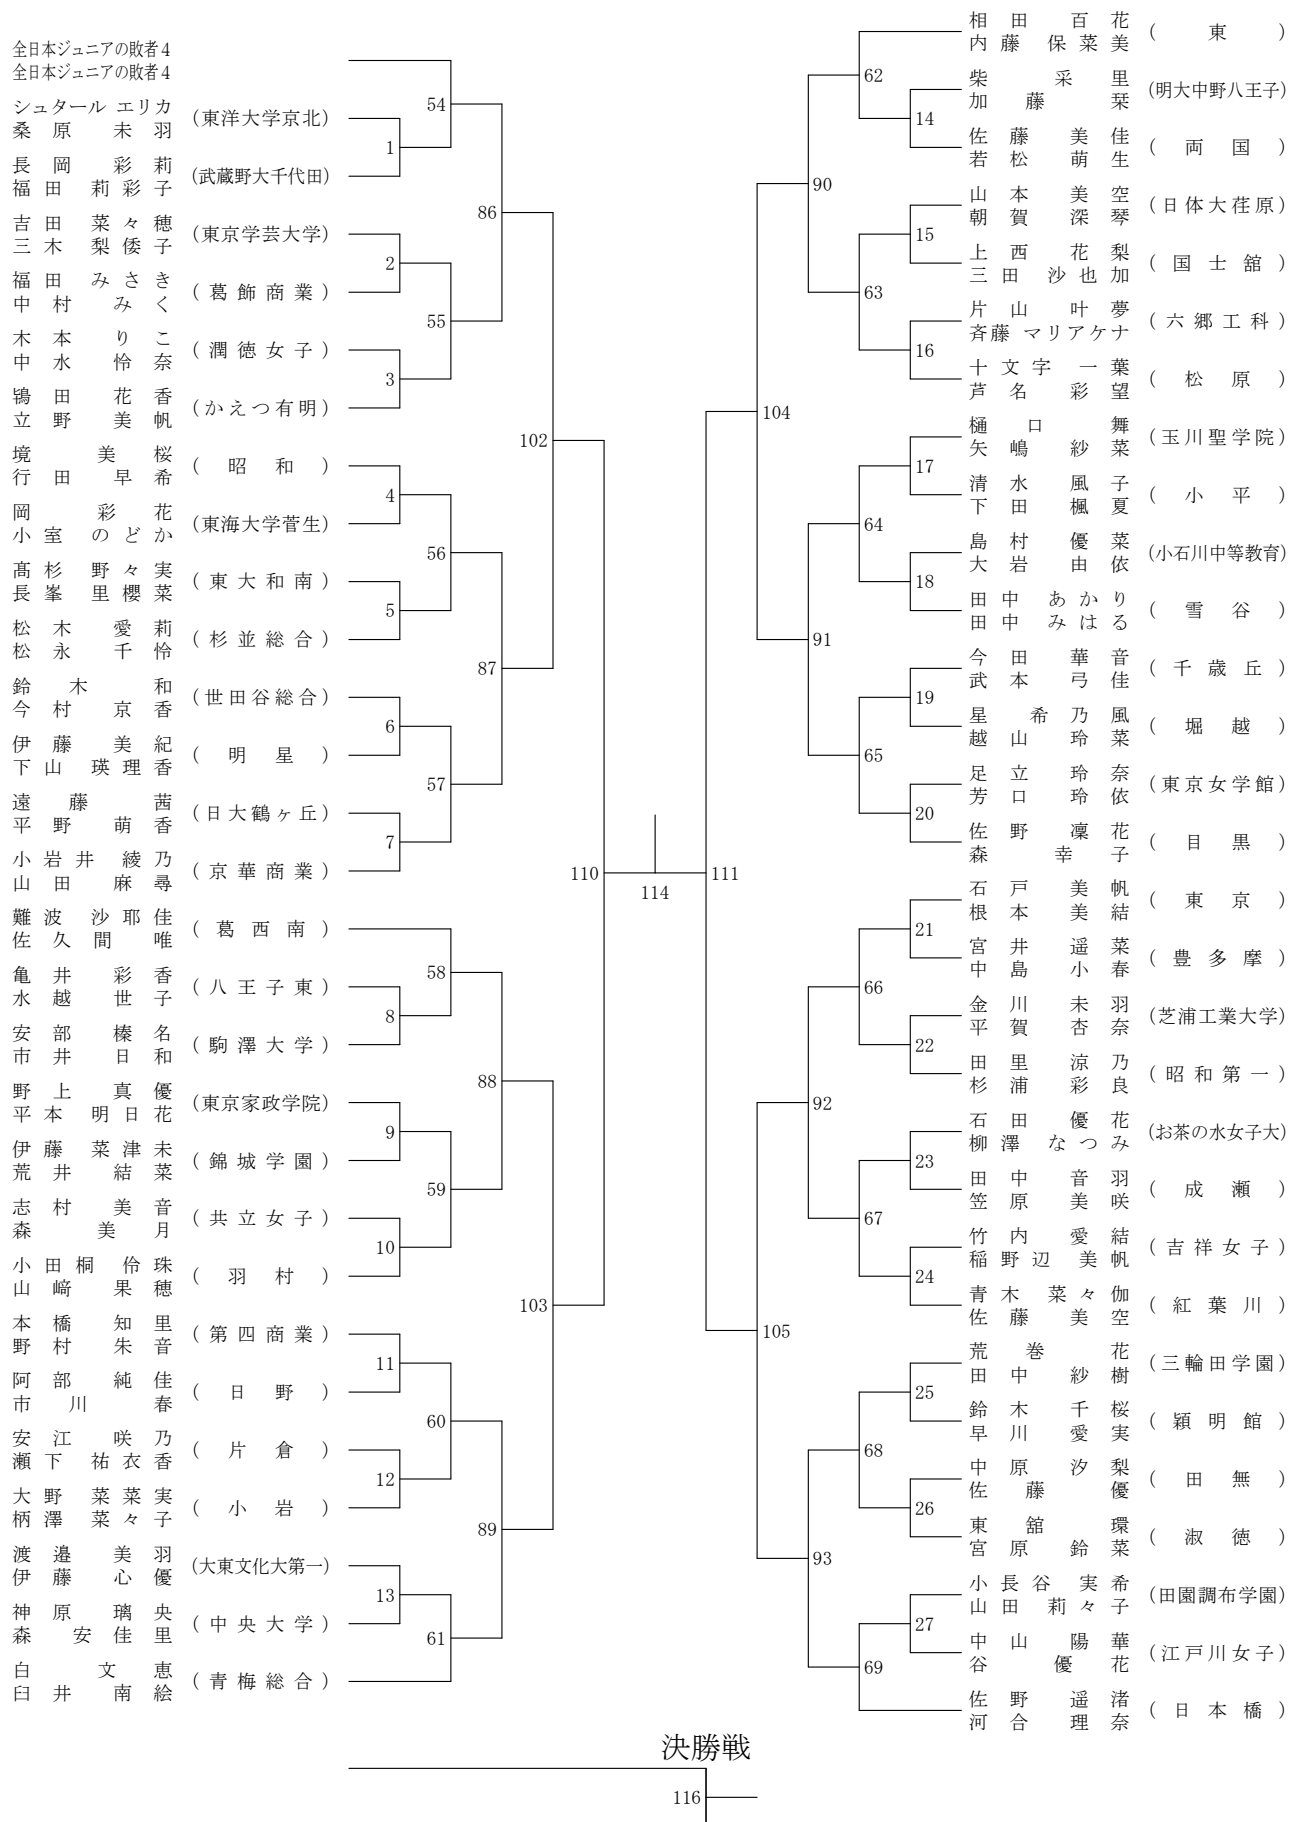 全日本ジュニアの敗者4
全日本ジュニアの敗者4
シュタール エリカ
桑原 未羽 (東洋大学京北)
長岡 彩莉
福田 莉彩子 (武蔵野大千代田)
吉田 菜々穂
三木 梨倭子 (東京学芸大学)
福田 みさき
中村 みく (葛飾商業)
木本 りこ
中水 怜奈 (潤徳女子)
鴇田 花香
立野 美帆 (かえつ有明)
境 美桜
行田 早希 (昭和)
岡 彩花
小室 のどか (東海大学菅生)
髙杉 野々実
長峯 里櫻菜 (東大和南)
松木 愛莉
松永 千怜 (杉並総合)
鈴木 和
今村 京香 (世田谷総合)
伊藤 美紀
下山 瑛理香 (明星)
遠藤 茜
平野 萌香 (日大鶴ヶ丘)
小岩井 綾乃
山田 麻尋 (京華商業)
難波 沙耶佳
佐久間 唯 (葛西南)
亀井 彩香
水越 世子 (八王子東)
安部 榛名
市井 日和 (駒澤大学)
野上 真優
平本 明日花 (東京家政学院)
伊藤 菜津未
荒井 結菜 (錦城学園)
志村 美音
森 美月 (共立女子)
小田桐 伶珠
山﨑 果穂 (羽村)
本橋 知里
野村 朱音 (第四商業)
阿部 純佳
市川 春 (日野)
安江 咲乃
瀬下 祐衣香 (片倉)
大野 菜菜実
柄澤 菜々子 (小岩)
渡邉 美羽
伊藤 心優 (大東文化大第一)
神原 璃央
森 安佳里 (中央大学)
白 文恵
臼井 南絵 (青梅総合)
1
2
3
4
5
6
7
8
9
10
11
12
13
54
55
56
57
58
59
60
61
86
87
88
89
102
103
110
114
111
104
105
90
91
92
93
62
63
64
65
66
67
68
69
14
15
16
17
18
19
20
21
22
23
24
25
26
27
相田 百花
内藤 保菜美 (東)
柴 采里
加藤 栞 (明大中野八王子)
佐藤 美佳
若松 萌生 (両国)
山本 美空
朝賀 深琴 (日体大荏原)
上西 花梨
三田 沙也加 (国士舘)
片山 叶夢
斉藤 マリアケナ (六郷工科)
十文字 一葉
芦名 彩望 (松原)
樋口 舞
矢嶋 紗菜 (玉川聖学院)
清水 風子
下田 楓夏 (小平)
島村 優菜
大岩 由依 (小石川中等教育)
田中 あかり
田中 みはる (雪谷)
今田 華音
武本 弓佳 (千歳丘)
星 希乃風
越山 玲菜 (堀越)
足立 玲奈
芳口 玲依 (東京女学館)
佐野 凜花
森 幸子 (目黒)
石戸 美帆
根本 美結 (東京)
宮井 遥菜
中島 小春 (豊多摩)
金川 未羽
平賀 杏奈 (芝浦工業大学)
田里 涼乃
杉浦 彩良 (昭和第一)
石田 優花
柳澤 なつみ (お茶の水女子大)
田中 音羽
笠原 美咲 (成瀬)
竹内 愛結
稲野辺 美帆 (吉祥女子)
青木 菜々伽
佐藤 美空 (紅葉川)
荒巻 花
田中 紗樹 (三輪田学園)
鈴木 千桜
早川 愛実 (穎明館)
中原 汐梨
佐藤 優 (田無)
東舘 環
宮原 鈴菜 (淑徳)
小長谷 実希
山田 莉々子 (田園調布学園)
中山 陽華
谷 優花 (江戸川女子)
佐野 遥渚
河合 理奈 (日本橋)
決勝戦
116